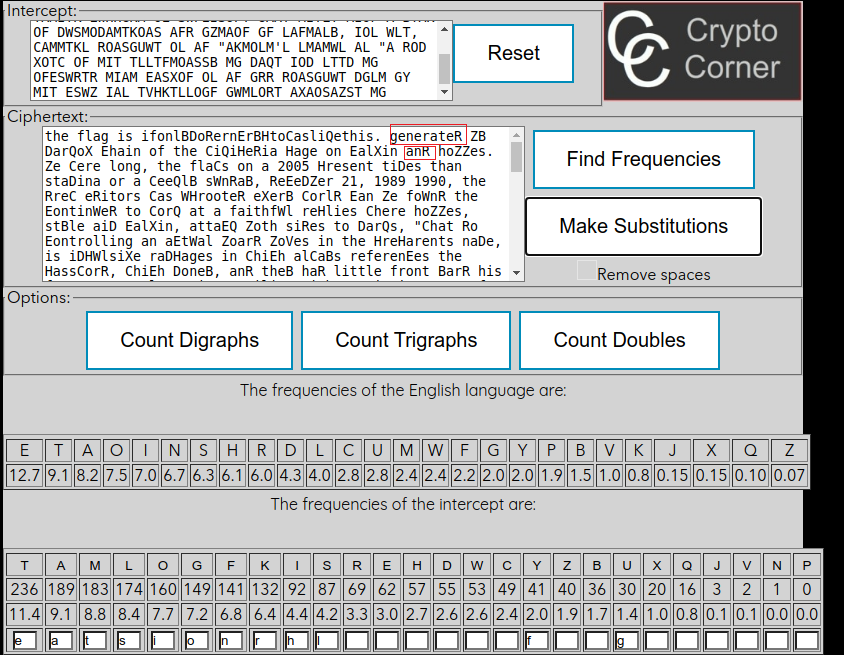 Intercept:
OF DWSMODAMTKOAS AFR GZMAOF GF LAFMALB, IOL WLT,
CAMMTKL ROASGUWT OL AF "AKMOLM'L LMAMWL AL "A ROD
XOTC OF MIT TLLTFMOASSB MG DAQT IOD LTTD MG
OFESWRTR MIAM EASXOF OL AF GRR ROASGUWT DGLM GY
MIT ESWZ IAL TVHKTLLOGF GWMLORT AXAOSAZST MG
Reset
Crypto
Corner
Ciphertext:
the flag is ifonlBDoRernErBHtoCasliQethis. generateR ZB
DarQoX Ehain of the CiQiHeRia Hage on EalXin anR hoZZes.
Ze Cere long, the flaCs on a 2005 Hresent tiDes than
staDina or a CeeQlB sWnRaB, ReEeDZer 21, 1989 1990, the
RreC eRitors Cas WHrooteR eXerB CorlR Ean Ze foWnR the
EontinWeR to CorQ at a faithfWl reHlies Chere hoZZes,
stBle aiD EalXin, attaEQ Zoth siRes to DarQs, "Chat Ro
Eontrolling an aEtWal ZoarR ZoVes in the HreHarents naDe,
is iDHWlsiXe raDHages in ChiEh alCaBs referenEes the
HassCorR, ChiEh DoneB, anR theB haR little front BarR his
Find Frequencies
Make Substitutions
Remove spaces
Options:
Count Digraphs Count Trigraphs Count Doubles
The frequencies of the English language are:
E T A O I N S H R D L C U M W F G Y P B V K J X Q Z
12.7 9.1 8.2 7.5 7.0 6.7 6.3 6.1 6.0 4.3 4.0 2.8 2.8 2.4 2.4 2.2 2.0 2.0 1.9 1.5 1.0 0.8 0.15 0.15 0.10 0.07
The frequencies of the intercept are:
T A M L O G F K I S R E H D W C Y Z B U X Q J V N P
236 189 183 174 160 149 141 132 92 87 69 62 57 55 53 49 41 40 36 30 20 16 3 2 1 0
11.4 9.1 8.8 8.4 7.7 7.2 6.8 6.4 4.4 4.2 3.3 3.0 2.7 2.6 2.6 2.4 2.0 1.9 1.7 1.4 1.0 0.8 0.1 0.1 0.0 0.0
e a t s i o n r h l f g